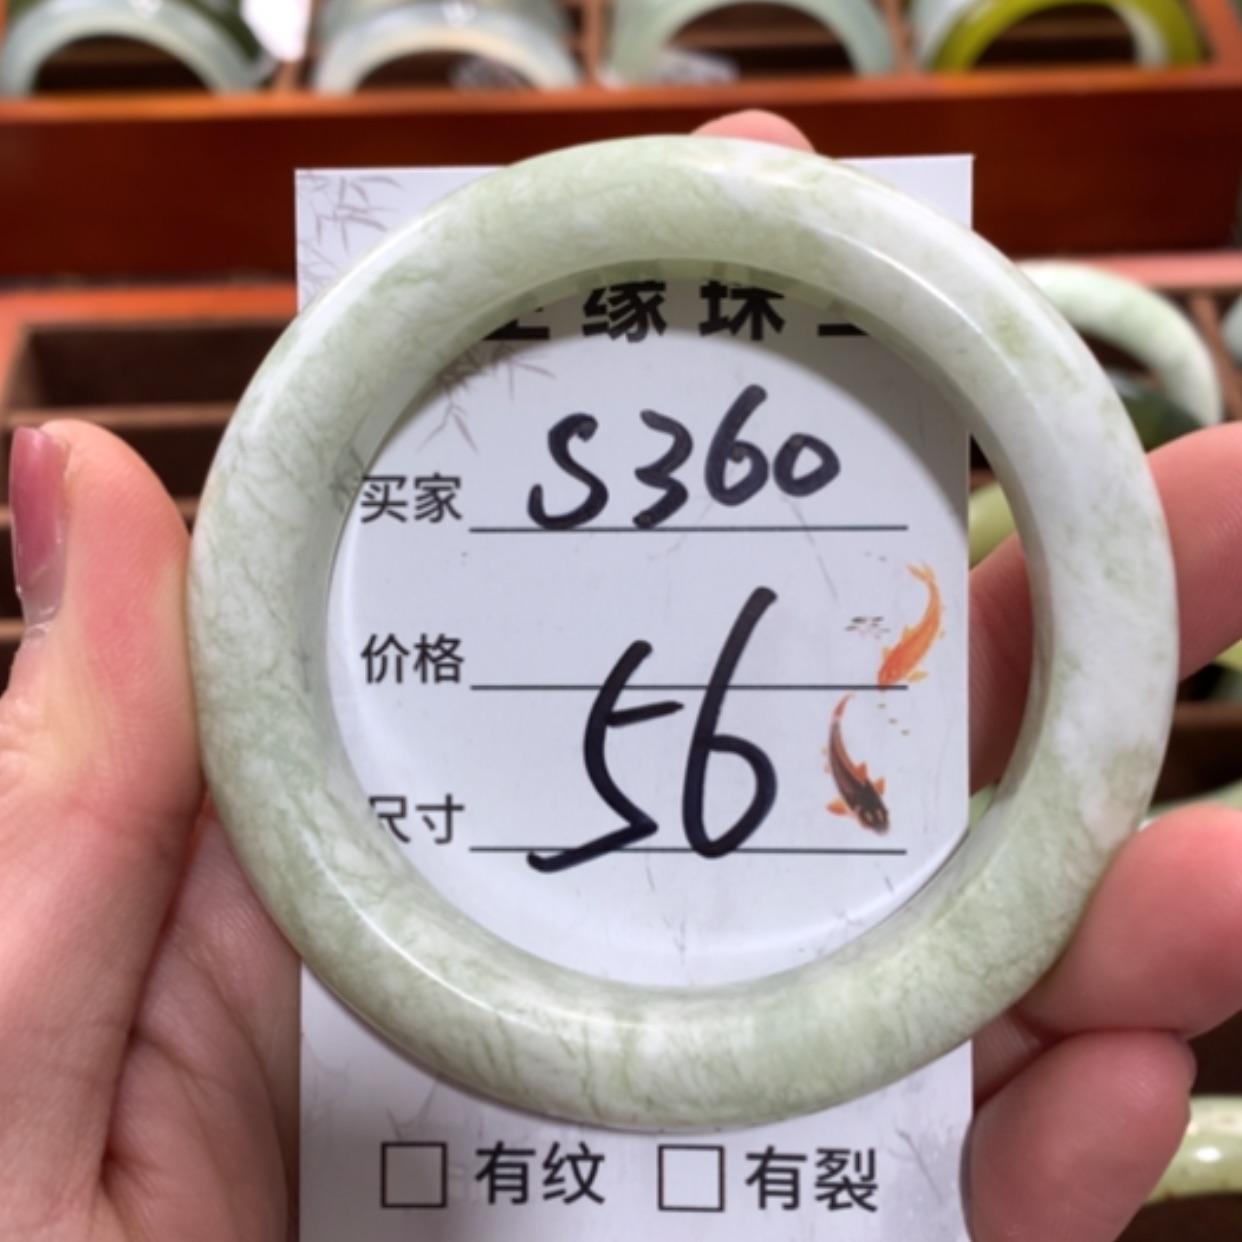 缘珠
买家 S360
价格
尺寸 56
有纹 有裂